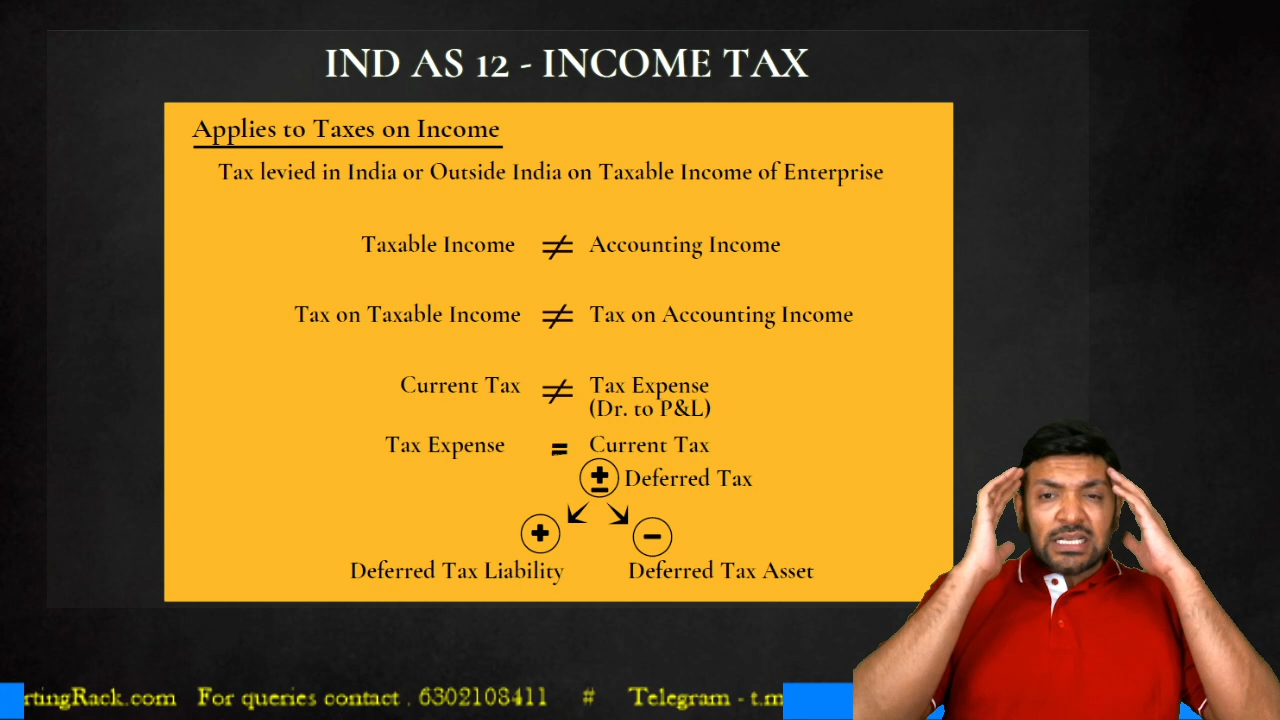 IND AS 12 - INCOME TAX
Applies to Taxes on Income
Tax levied in India or Outside India on Taxable Income of Enterprise
Taxable Income ≠ Accounting Income
Tax on Taxable Income ≠ Tax on Accounting Income
Current Tax ≠ Tax Expense
(Dr. to P&L)
Tax Expense = Current Tax
± Deferred Tax
+ −
Deferred Tax Liability Deferred Tax Asset
rtingRack.com For queries contact . 6302108411 # Telegram - t.m